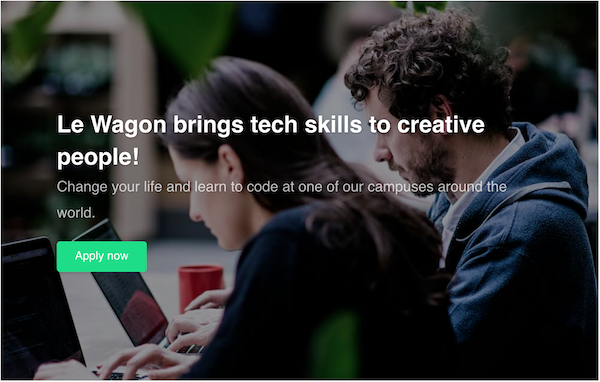 Le Wagon brings tech skills to creative
people!
Change your life and learn to code at one of our campuses around the
world.
Apply now